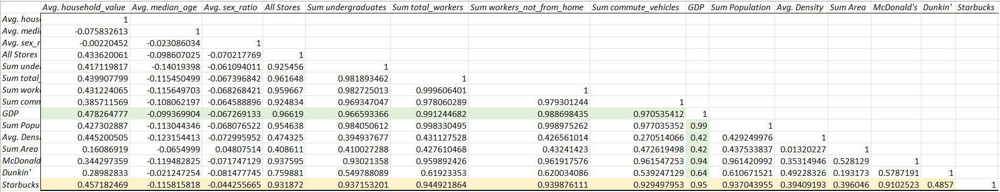 Avg. household_value Avg. median_age Avg. sex_ratio All Stores Sum undergraduates Sum total_workers Sum workers_not_from_home Sum commute_vehicles GDP Sum Population Avg. Density Sum Area McDonald's Dunkin' Starbucks
Avg. hous 1
Avg. medi -0.075832613 1
Avg. sex_r -0.00220452 -0.023086034 1
All Stores 0.433620061 -0.098607025 -0.070217769 1
Sum unde 0.417119817 -0.14019398 -0.061094011 0.925456 1
Sum total_ 0.439907799 -0.115450499 -0.067396842 0.961648 0.981893462 1
Sum work 0.431224065 -0.115649703 -0.068268421 0.959667 0.982725013 0.999606401 1
Sum comm 0.385711569 -0.108062197 -0.064588896 0.924834 0.969347047 0.978060289 0.979301244 1
GDP 0.478264777 -0.099369904 -0.067269133 0.96619 0.966593366 0.991244682 0.988698435 0.970535412 1
Sum Popu 0.427302887 -0.113044346 -0.068076522 0.954638 0.984050612 0.998330495 0.998975262 0.977035352 0.99 1
Avg. Densi 0.445200505 -0.123154413 -0.072995952 0.474325 0.394937677 0.431127528 0.426561014 0.270514066 0.42 0.429249976 1
Sum Area 0.16086919 -0.0654999 0.04807514 0.408611 0.410027288 0.427610468 0.43241423 0.472619498 0.42 0.437533837 0.01320227 1
McDonald 0.344297359 -0.119482825 -0.071747129 0.937595 0.93021358 0.959892426 0.961917576 0.961547253 0.94 0.961420992 0.35314946 0.528129 1
Dunkin' 0.28982833 -0.021247254 -0.081477745 0.759881 0.549788089 0.61923353 0.620034086 0.539247129 0.64 0.610671521 0.49228326 0.193173 0.5787191 1
Starbucks 0.457182469 -0.115815818 -0.044255665 0.931872 0.937153201 0.944921864 0.939876111 0.929497953 0.95 0.937043955 0.39409193 0.396046 0.9102523 0.4857 1